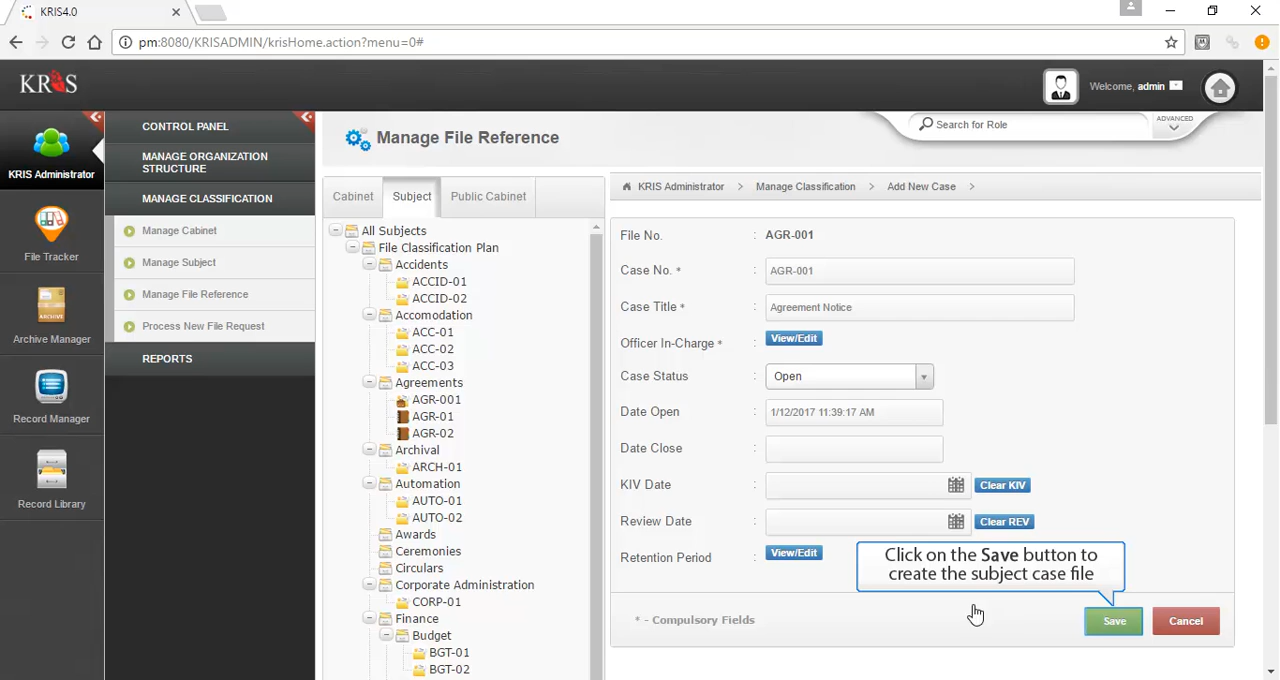 KRIS4.0
pm:8080/KRISADMIN/krisHome.action?menu=0#
KRIS
Welcome, admin
KRIS Administrator
File Tracker
Archive Manager
Record Manager
Record Library
CONTROL PANEL
MANAGE ORGANIZATION
STRUCTURE
MANAGE CLASSIFICATION
Manage Cabinet
Manage Subject
Manage File Reference
Process New File Request
REPORTS
Manage File Reference
Search for Role
ADVANCED
Cabinet
Subject
Public Cabinet
All Subjects
File Classification Plan
Accidents
ACCID-01
ACCID-02
Accomodation
ACC-01
ACC-02
ACC-03
Agreements
AGR-001
AGR-01
AGR-02
Archival
ARCH-01
Automation
AUTO-01
AUTO-02
Awards
Ceremonies
Circulars
Corporate Administration
CORP-01
Finance
Budget
BGT-01
BGT-02
KRIS Administrator > Manage Classification > Add New Case >
File No. : AGR-001
Case No. * : AGR-001
Case Title * : Agreement Notice
Officer In-Charge * : View/Edit
Case Status : Open
Date Open : 1/12/2017 11:39:17 AM
Date Close :
KIV Date : Clear KIV
Review Date : Clear REV
Retention Period : View/Edit
Click on the Save button to
create the subject case file
* - Compulsory Fields
Save
Cancel